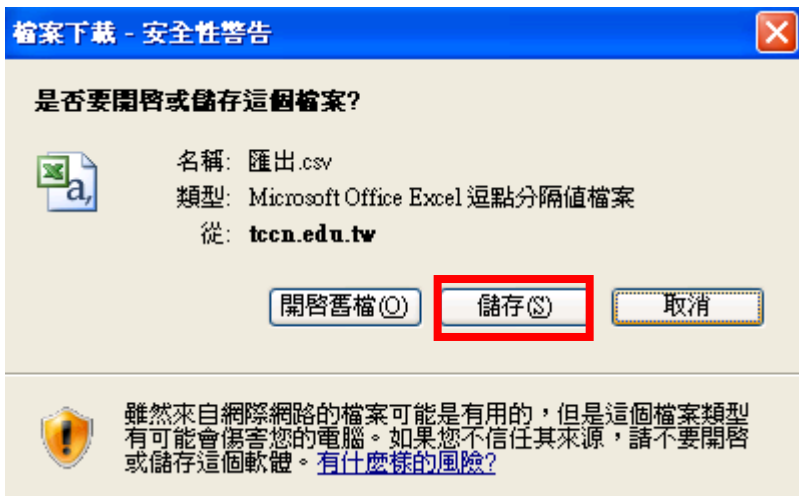 檔案下載 - 安全性警告
是否要開啓或儲存這個檔案?
名稱: 匯出.csv
類型: Microsoft Office Excel 逗點分隔值檔案
從: tccn.edu.tw
開啓舊檔(O) 儲存(S) 取消
雖然來自網際網路的檔案可能是有用的，但是這個檔案類型
有可能會傷害您的電腦。如果您不信任其來源，請不要開啓
或儲存這個軟體。有什麼樣的風險?